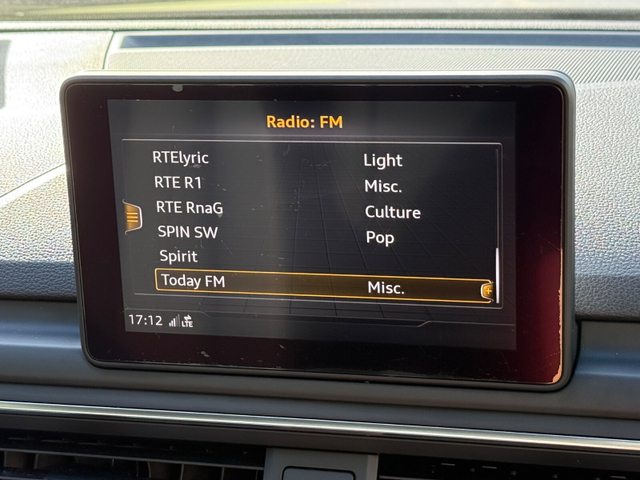 Radio: FM
RTElyric Light
RTE R1 Misc.
RTE RnaG Culture
SPIN SW Pop
Spirit
Today FM Misc.
17:12 LTE